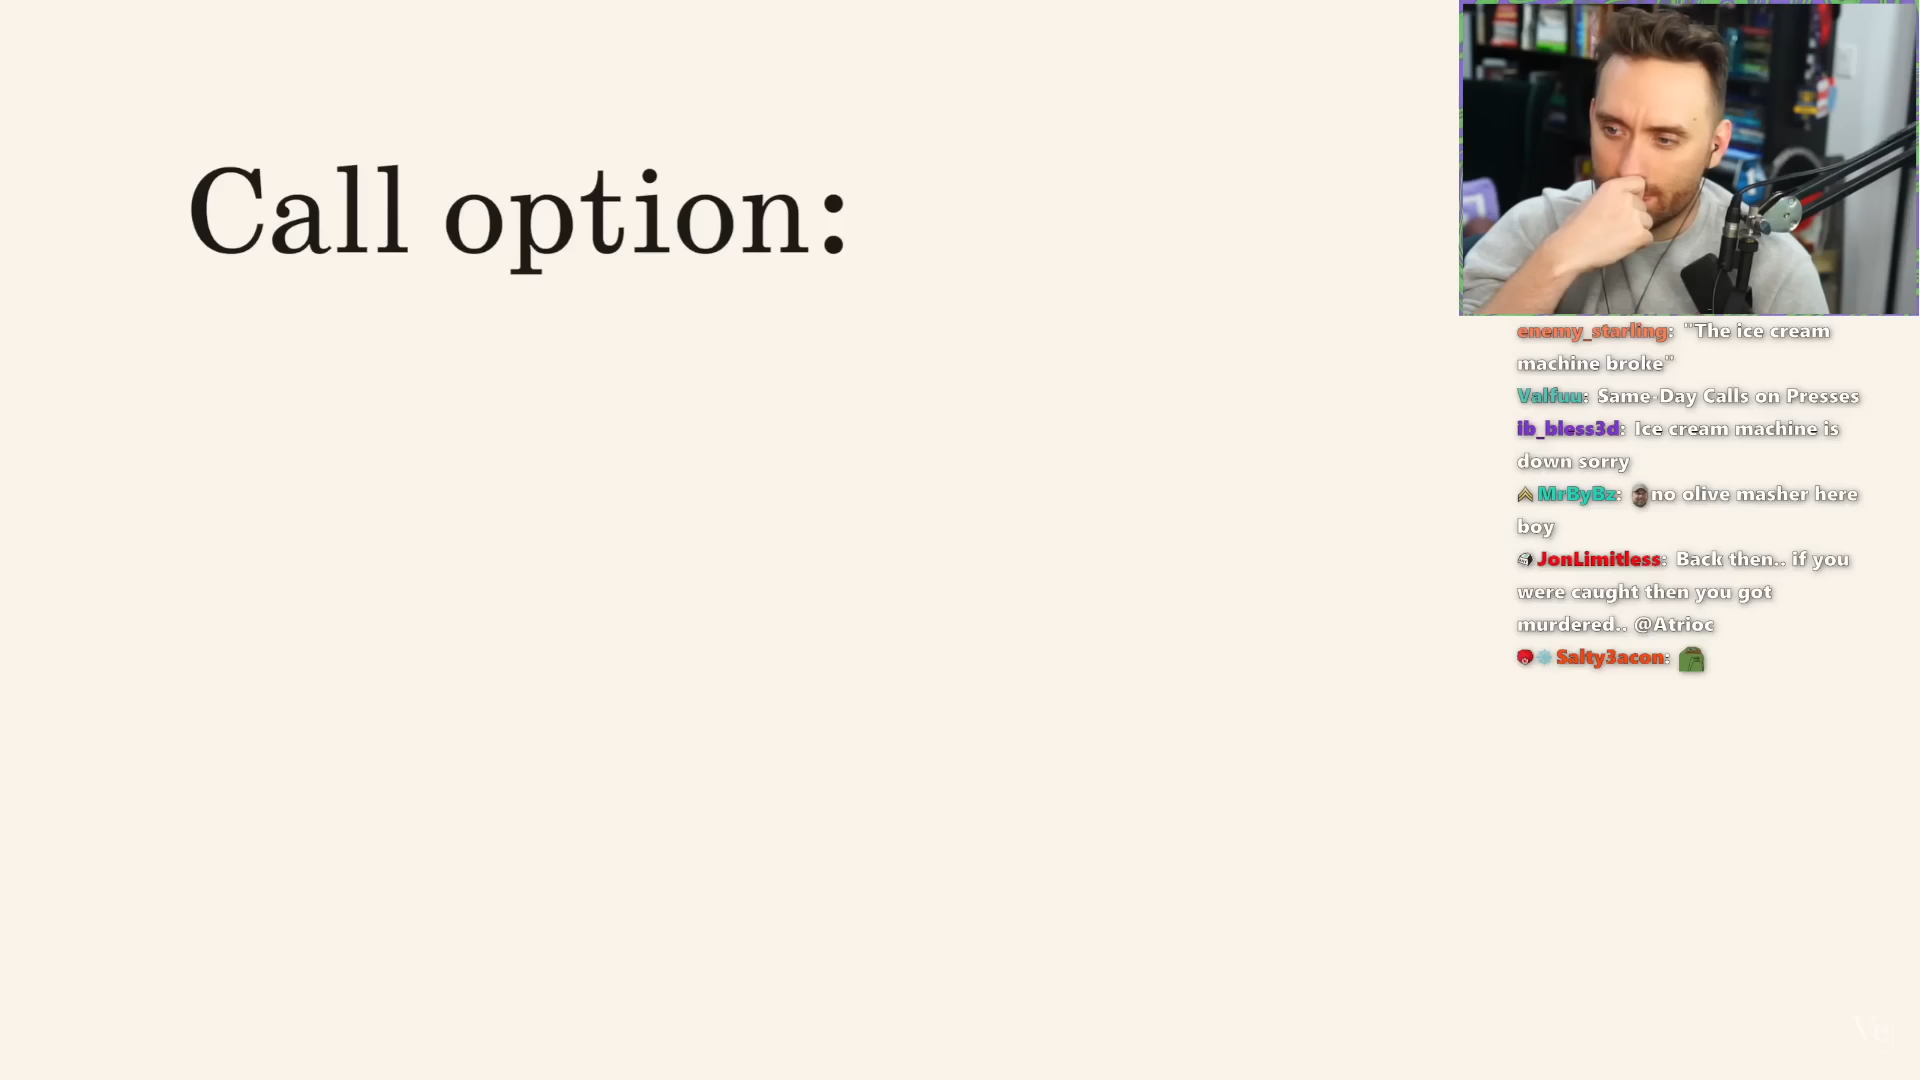 Call option:
enemy_starling: "The ice cream
machine broke"
Valfuu: Same-Day Calls on Presses
ib_bless3d: Ice cream machine is
down sorry
MrByBz: no olive masher here
boy
JonLimitless: Back then.. if you
were caught then you got
murdered.. @Atrioc
Salty3acon:
Ve